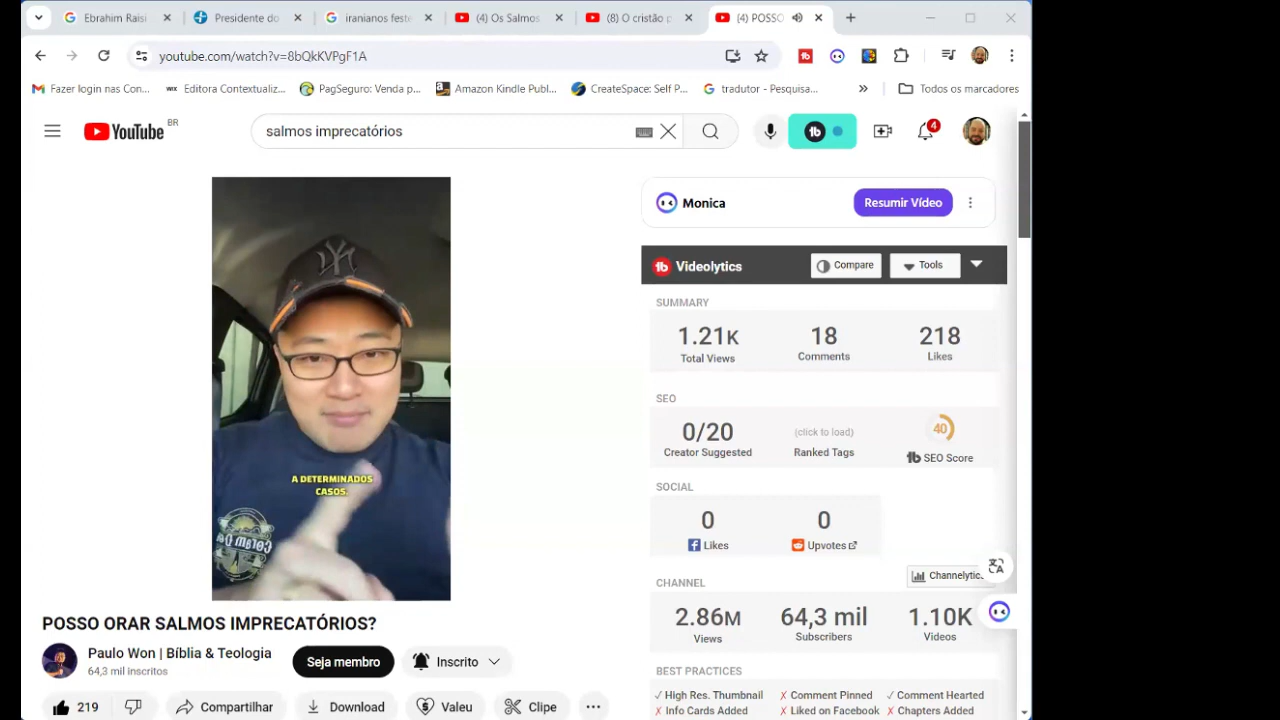 Ebrahim Raisi
Presidente do
iranianos feste
(4) Os Salmos
(8) O cristão p
(4) POSSO
youtube.com/watch?v=8bQkKVPgF1A
Fazer login nas Con...
Editora Contextualiz...
PagSeguro: Venda p...
Amazon Kindle Publ...
CreateSpace: Self P...
tradutor - Pesquisa...
Todos os marcadores
YouTube BR
salmos imprecatórios
4
Monica
Resumir Vídeo
Videolytics
Compare
Tools
SUMMARY
1.21K
18
218
Total Views
Comments
Likes
SEO
0/20
(click to load)
40
Creator Suggested
Ranked Tags
SEO Score
A DETERMINADOS
CASOS.
SOCIAL
0
0
Likes
Upvotes
CHANNEL
Channelytic
2.86M
64,3 mil
1.10K
Views
Subscribers
Videos
BEST PRACTICES
✓ High Res. Thumbnail
✗ Comment Pinned
✓ Comment Hearted
✗ Info Cards Added
✗ Liked on Facebook
✗ Chapters Added
POSSO ORAR SALMOS IMPRECATÓRIOS?
Paulo Won | Bíblia & Teologia
64,3 mil inscritos
Seja membro
Inscrito
219
Compartilhar
Download
Valeu
Clipe